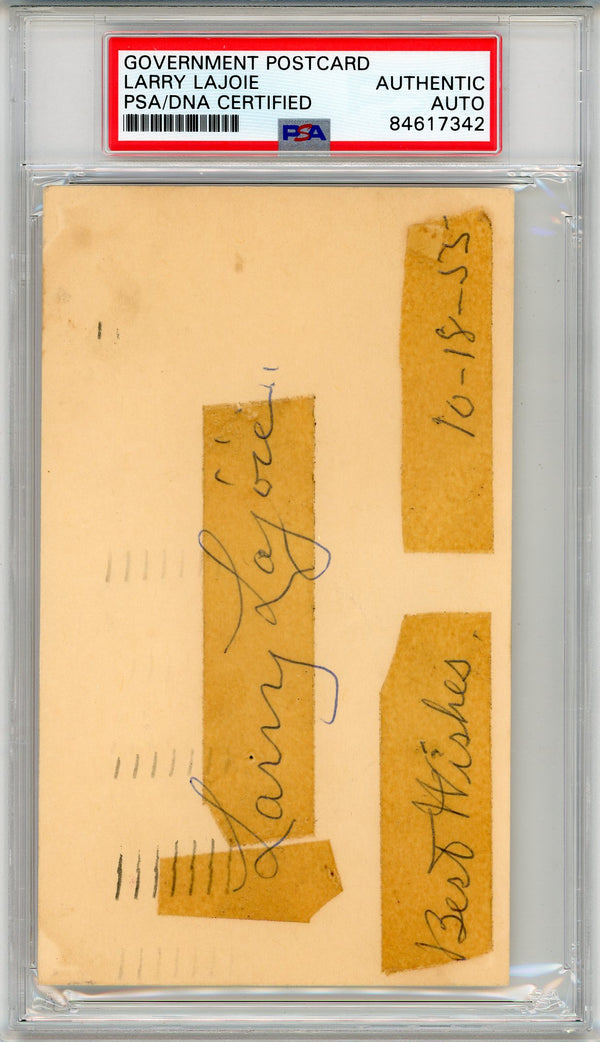 GOVERNMENT POSTCARD
LARRY LAJOIE AUTHENTIC
PSA/DNA CERTIFIED AUTO
84617342
PSA
Best Wishes,
10-18-55
"Larry Lajoie"